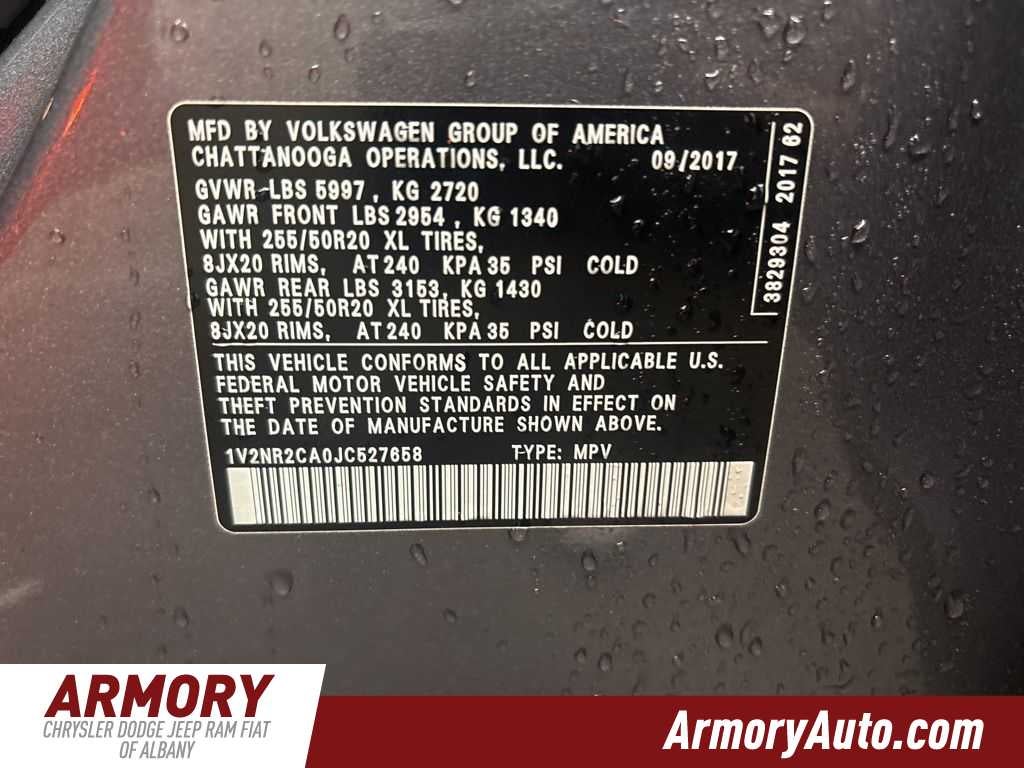 MFD BY VOLKSWAGEN GROUP OF AMERICA
CHATTANOOGA OPERATIONS, LLC. 09/2017
GVWR LBS 5997, KG 2720
GAWR FRONT LBS 2954, KG 1340
WITH 255/50R20 XL TIRES,
8JX20 RIMS, AT 240 KPA 35 PSI COLD
GAWR REAR LBS 3153, KG 1430
WITH 255/50R20 XL TIRES,
8JX20 RIMS, AT 240 KPA 35 PSI COLD
THIS VEHICLE CONFORMS TO ALL APPLICABLE U.S.
FEDERAL MOTOR VEHICLE SAFETY AND
THEFT PREVENTION STANDARDS IN EFFECT ON
THE DATE OF MANUFACTURE SHOWN ABOVE.
1V2NR2CA0JC527658 TYPE: MPV
3829304 2017 62
ARMORY
CHRYSLER DODGE JEEP RAM FIAT
OF ALBANY
ArmoryAuto.com